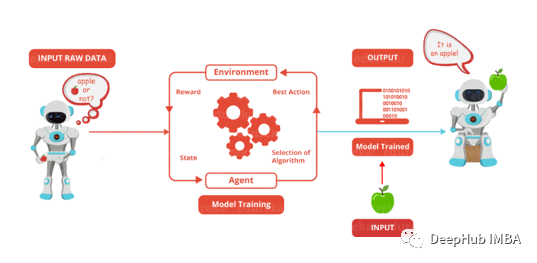 INPUT RAW DATA
apple
or
not?
Environment
Reward
Best Action
State
Selection of
Algorithm
Agent
Model Training
OUTPUT
0100101010
101010010
0010010
001101001
00010
Model Trained
INPUT
It is
an apple!
DeepHub IMBA